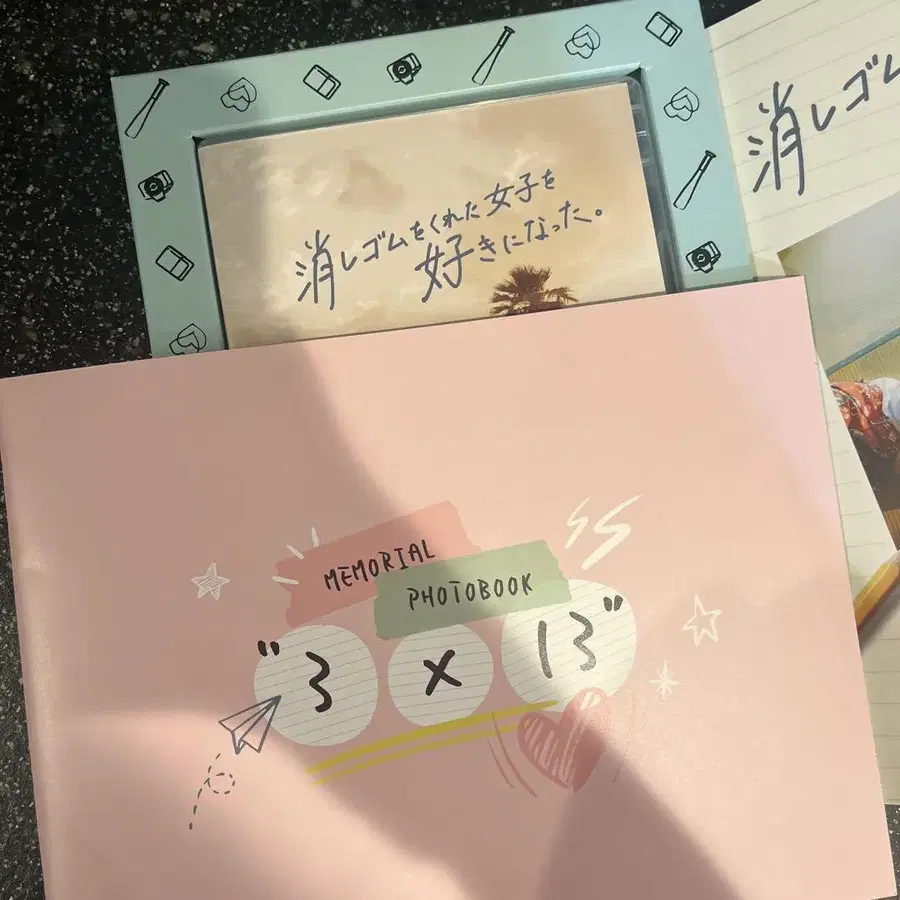 消しゴムをくれた女子を
好きになった。
消しゴム
MEMORIAL
PHOTOBOOK
"3 x 13"